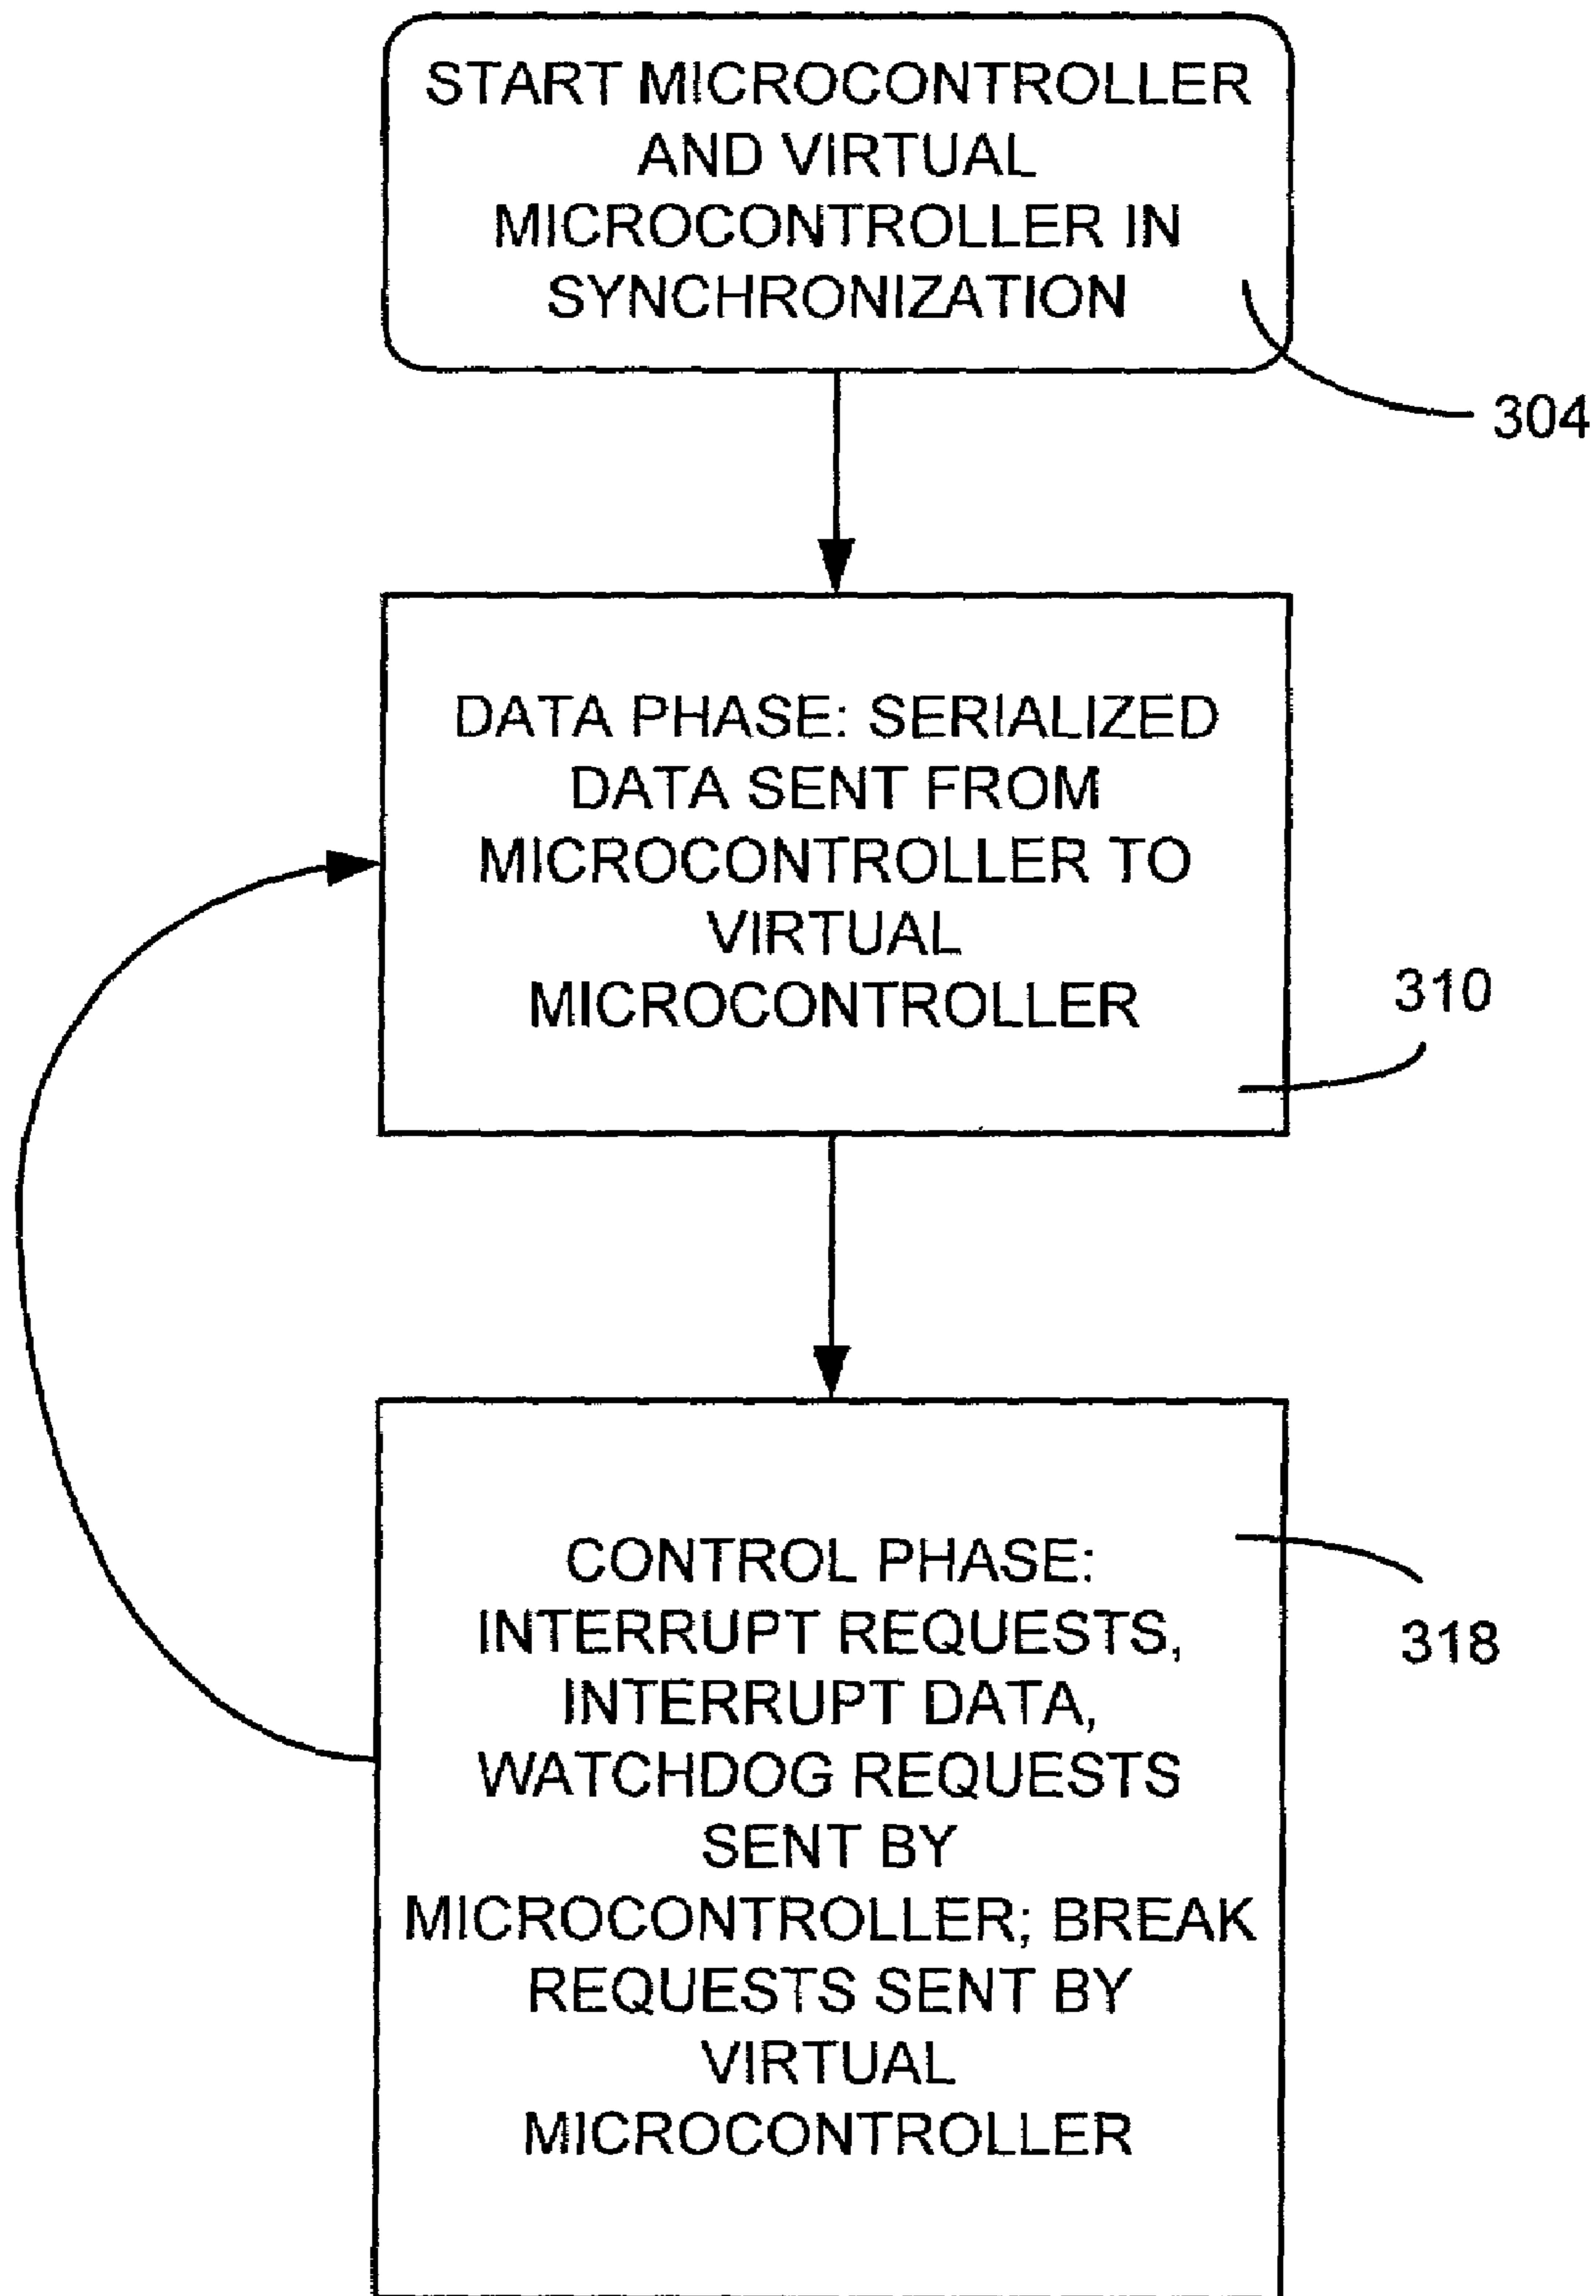 START MICROCONTROLLER
AND VIRTUAL
MICROCONTROLLER IN
SYNCHRONIZATION
304
DATA PHASE: SERIALIZED
DATA SENT FROM
MICROCONTROLLER TO
VIRTUAL
MICROCONTROLLER
310
CONTROL PHASE:
INTERRUPT REQUESTS,
INTERRUPT DATA,
WATCHDOG REQUESTS
SENT BY
MICROCONTROLLER; BREAK
REQUESTS SENT BY
VIRTUAL
MICROCONTROLLER
318